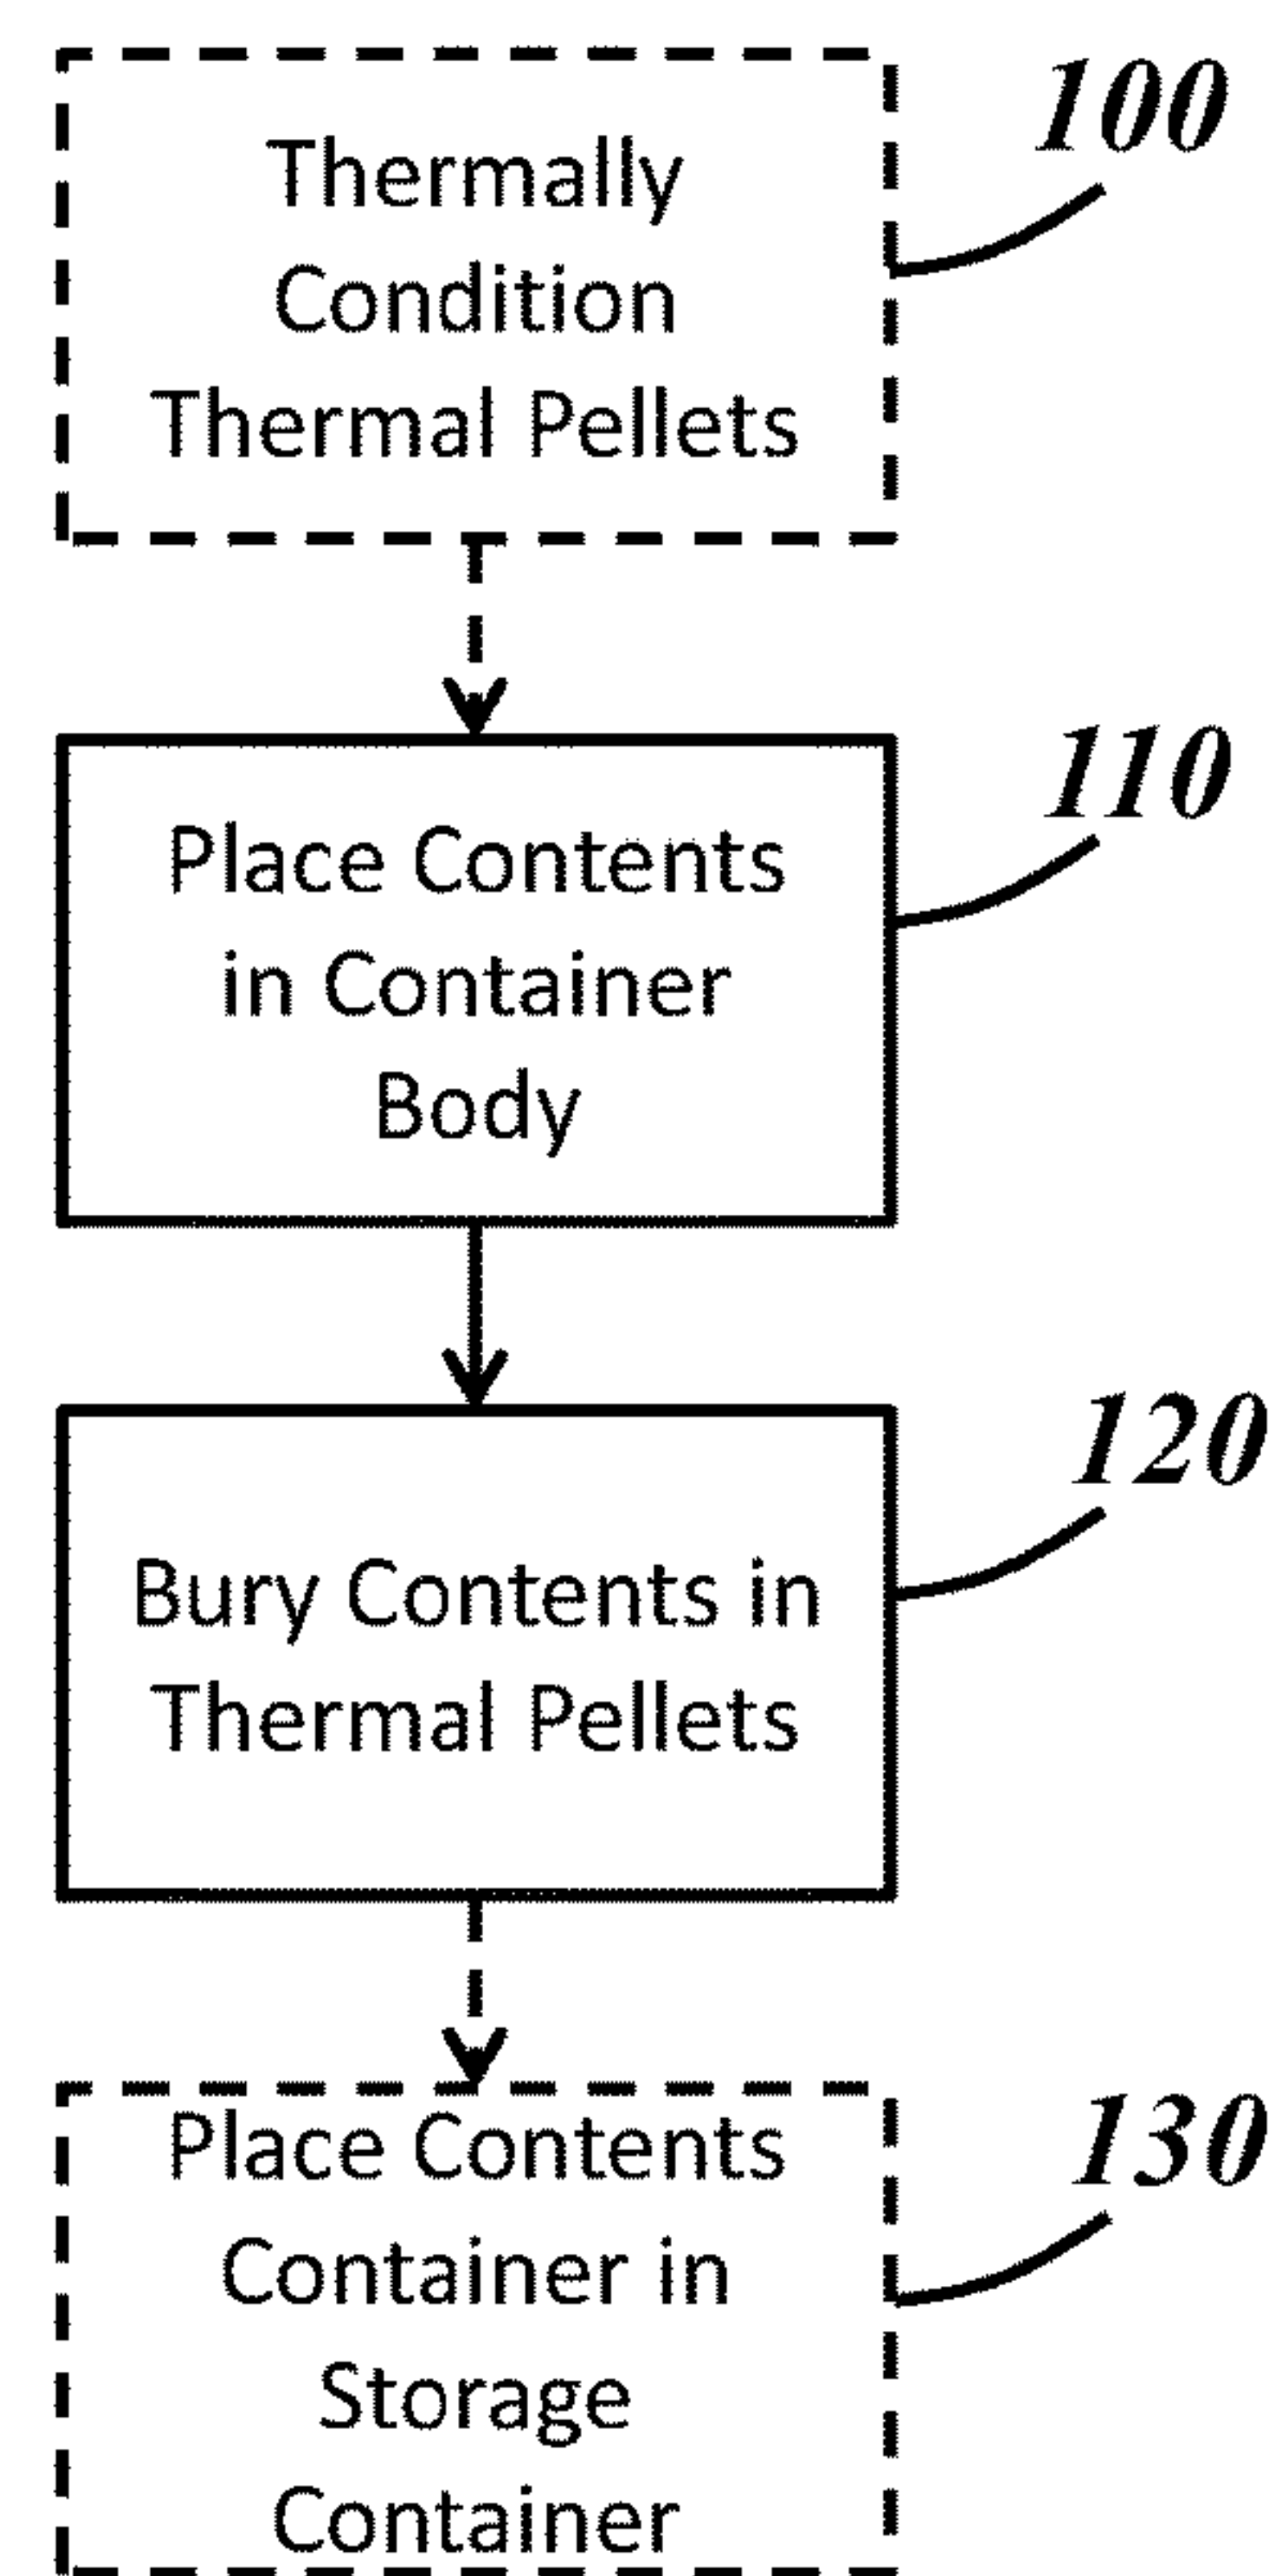 Thermally
Condition
Thermal Pellets
100
Place Contents
in Container
Body
110
Bury Contents in
Thermal Pellets
120
Place Contents
Container in
Storage
Container
130